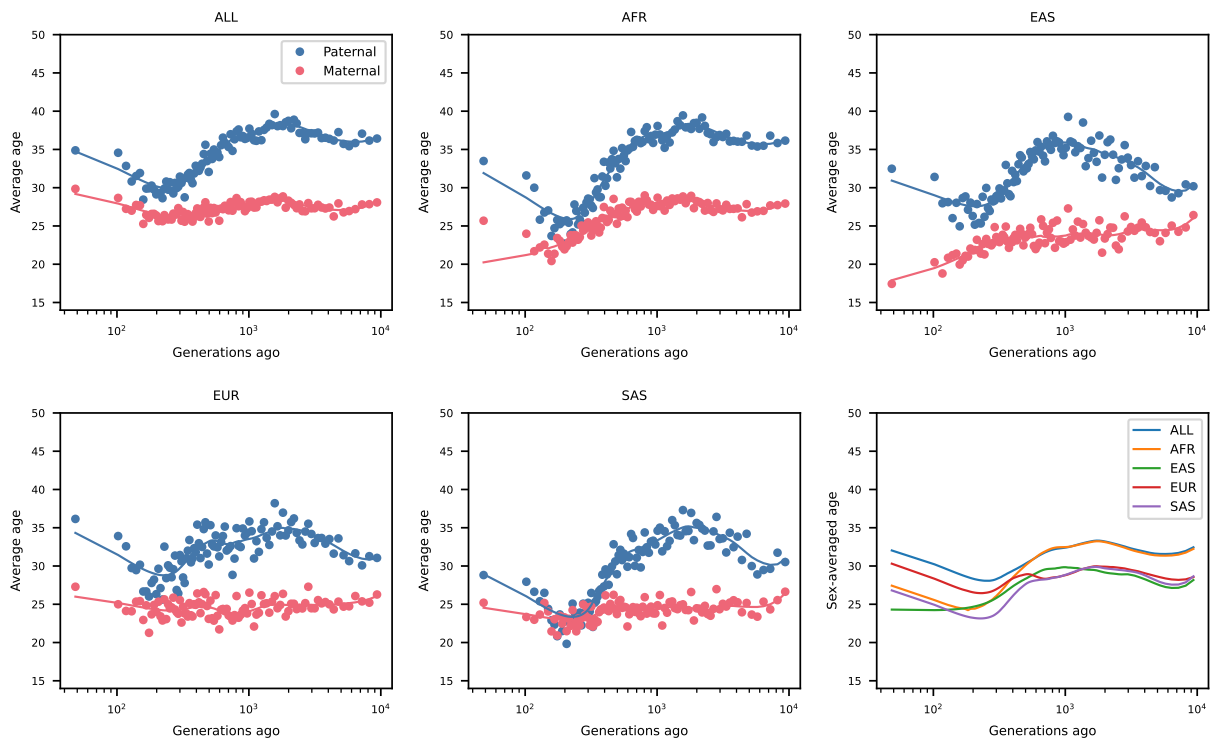 ALL
50
45
40
35
30
25
20
15
Average age
Paternal
Maternal
10²
10³
10⁴
Generations ago
AFR
50
45
40
35
30
25
20
15
Average age
10²
10³
10⁴
Generations ago
EAS
50
45
40
35
30
25
20
15
Average age
10²
10³
10⁴
Generations ago
EUR
50
45
40
35
30
25
20
15
Average age
10²
10³
10⁴
Generations ago
SAS
50
45
40
35
30
25
20
15
Average age
10²
10³
10⁴
Generations ago
50
45
40
35
30
25
20
15
Sex-averaged age
ALL
AFR
EAS
EUR
SAS
10²
10³
10⁴
Generations ago